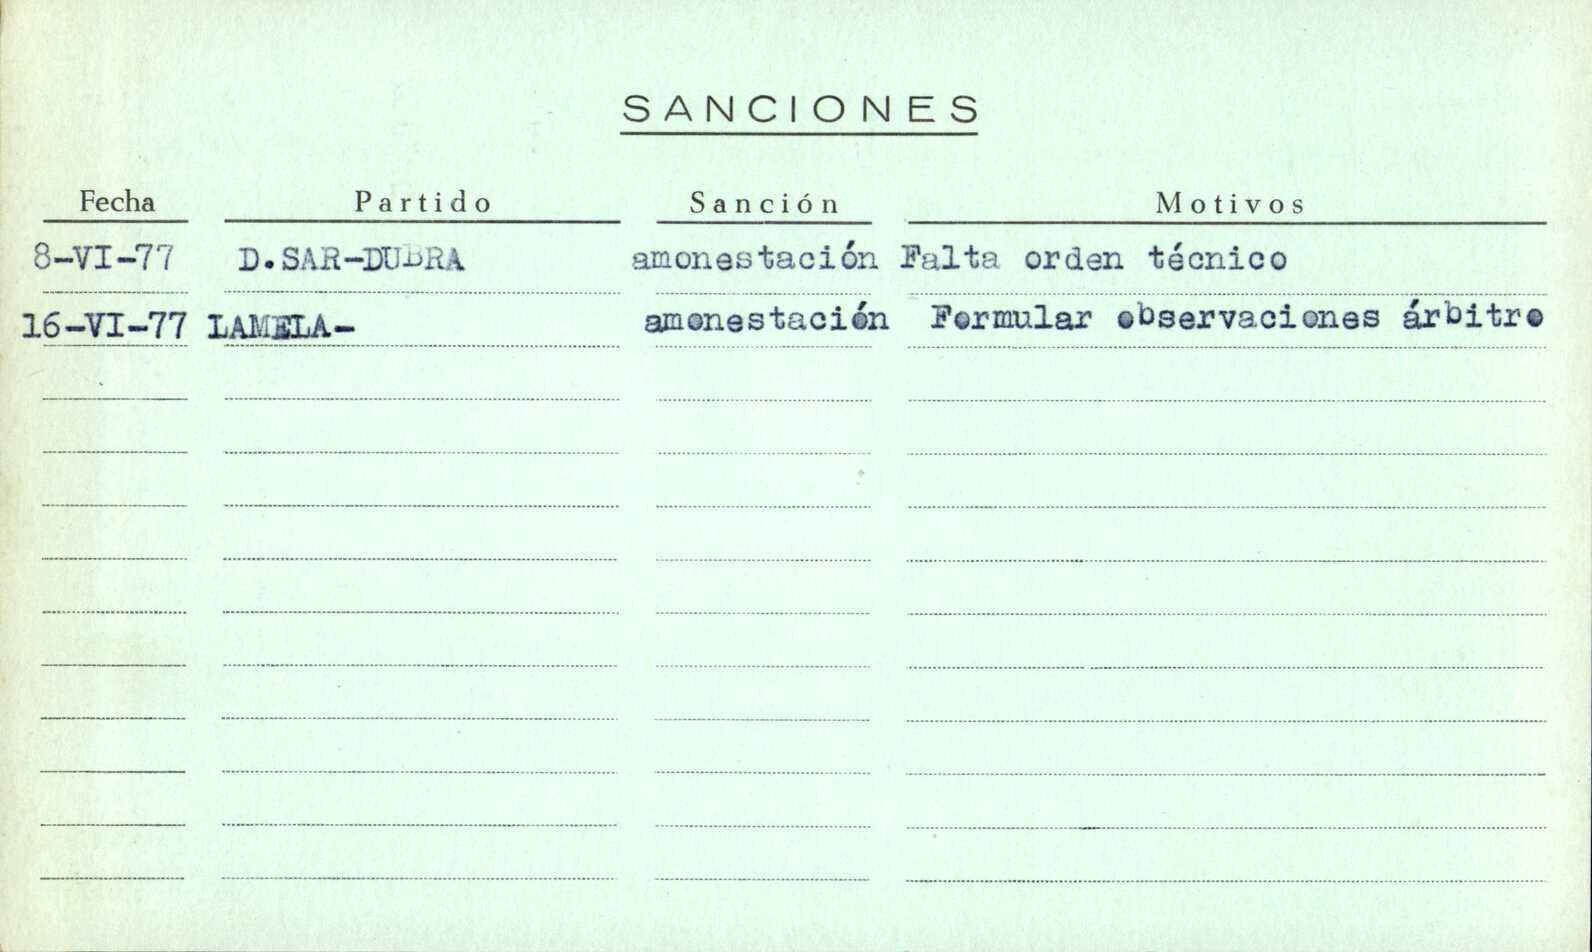 SANCIONES
Fecha Partido Sanción Motivos
8-VI-77 D.SAR-DUBRA amonestación Falta orden técnico
16-VI-77 LAMELA- amonestación Formular observaciones árbitro